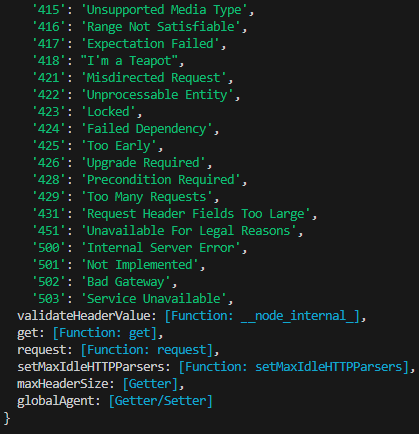 '415': 'Unsupported Media Type',
'416': 'Range Not Satisfiable',
'417': 'Expectation Failed',
'418': "I'm a Teapot",
'421': 'Misdirected Request',
'422': 'Unprocessable Entity',
'423': 'Locked',
'424': 'Failed Dependency',
'425': 'Too Early',
'426': 'Upgrade Required',
'428': 'Precondition Required',
'429': 'Too Many Requests',
'431': 'Request Header Fields Too Large',
'451': 'Unavailable For Legal Reasons',
'500': 'Internal Server Error',
'501': 'Not Implemented',
'502': 'Bad Gateway',
'503': 'Service Unavailable',
validateHeaderValue: [Function: __node_internal_],
get: [Function: get],
request: [Function: request],
setMaxIdleHTTPParsers: [Function: setMaxIdleHTTPParsers],
maxHeaderSize: [Getter],
globalAgent: [Getter/Setter]
}